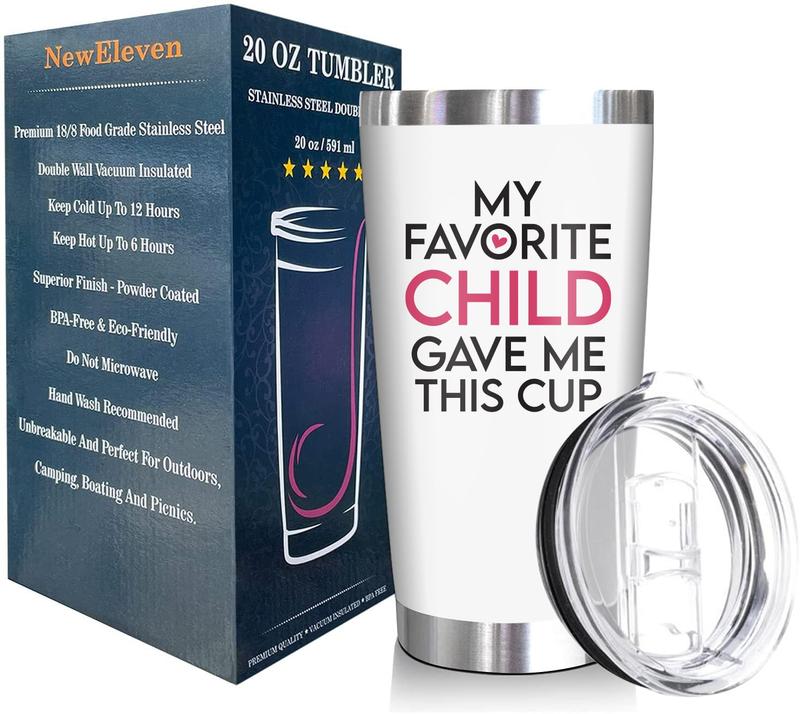 NewEleven
Premium 18/8 Food Grade Stainless Steel
Double Wall Vacuum Insulated
Keep Cold Up To 12 Hours
Keep Hot Up To 6 Hours
Superior Finish - Powder Coated
BPA-Free & Eco-Friendly
Do Not Microwave
Hand Wash Recommended
Unbreakable And Perfect For Outdoors,
Camping, Boating And Picnics.
20 OZ TUMBLER
STAINLESS STEEL
20 oz / 591 ml
PREMIUM QUALITY * VACUUM INSULATED * BPA FREE
MY
FAVORITE
CHILD
GAVE ME
THIS CUP